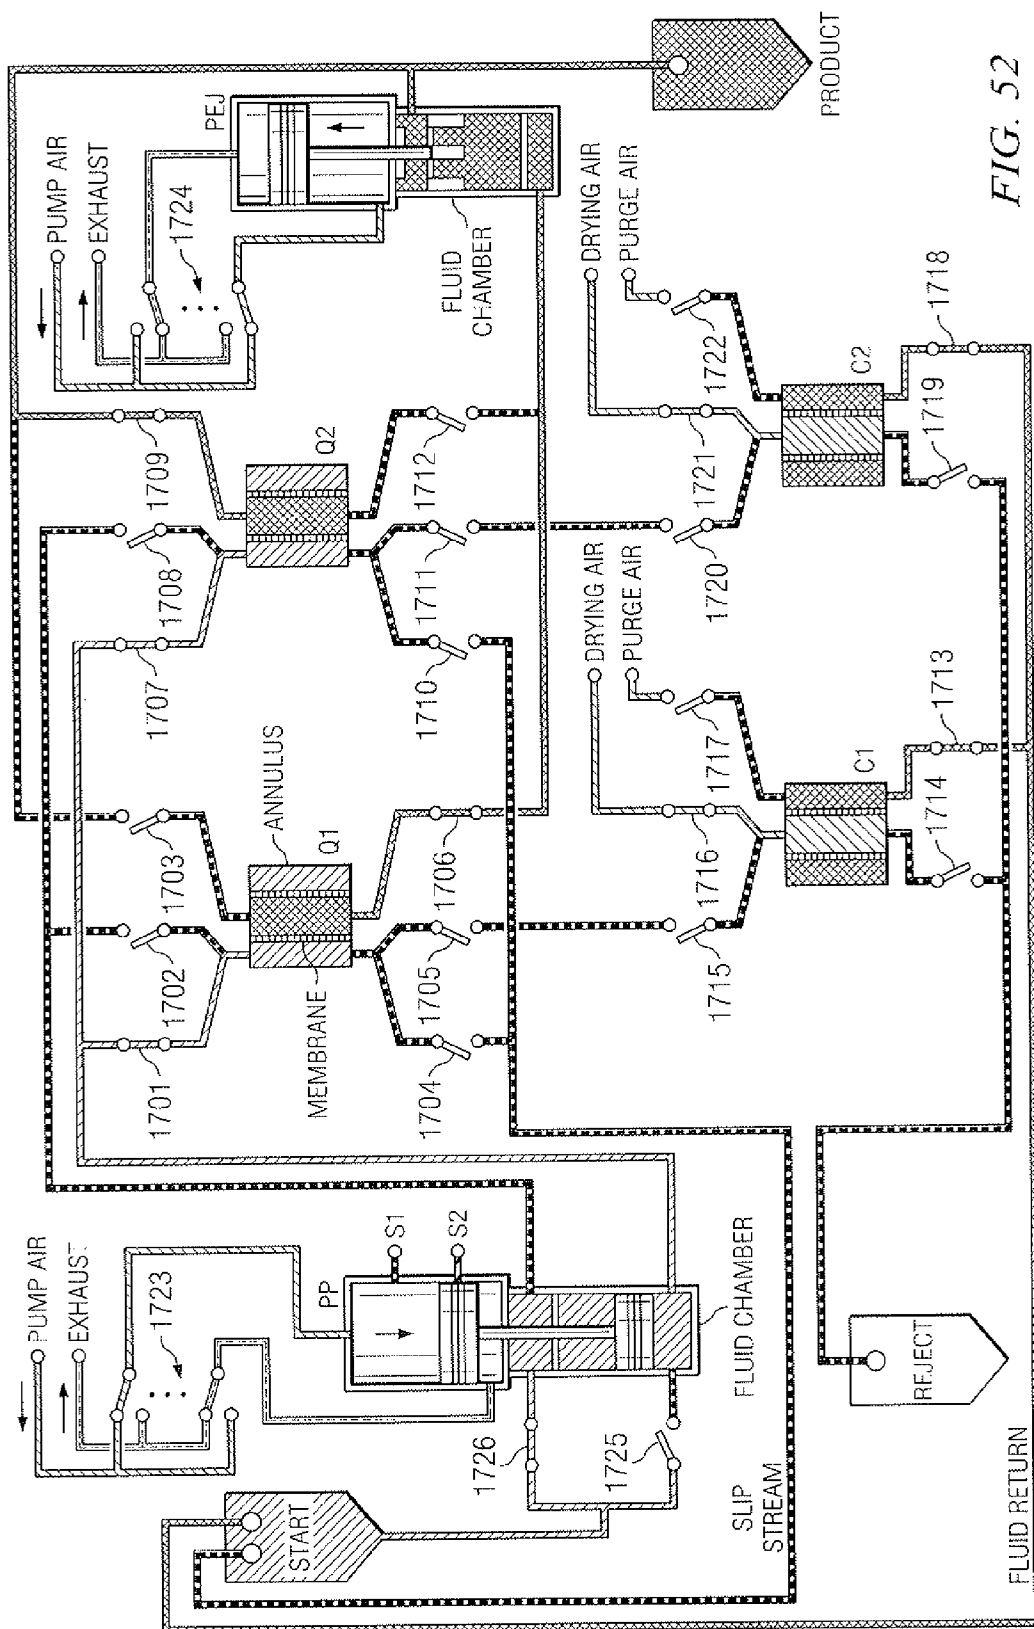 PUMP AIR
EXHAUST
1723
PP
S1
S2
START
1726
1725
FLUID CHAMBER
SLIP
STREAM
REJECT
FLUID RETURN
1701
1702
1703
ANNULUS
MEMBRANE
Q1
1704
1705
1706
1707
1708
1709
Q2
1710
1711
1712
PUMP AIR
EXHAUST
1724
PEJ
FLUID
CHAMBER
DRYING AIR
PURGE AIR
1715
1716
1717
C1
1714
1713
DRYING AIR
PURGE AIR
1720
1721
1722
C2
1719
1718
PRODUCT
FIG. 52